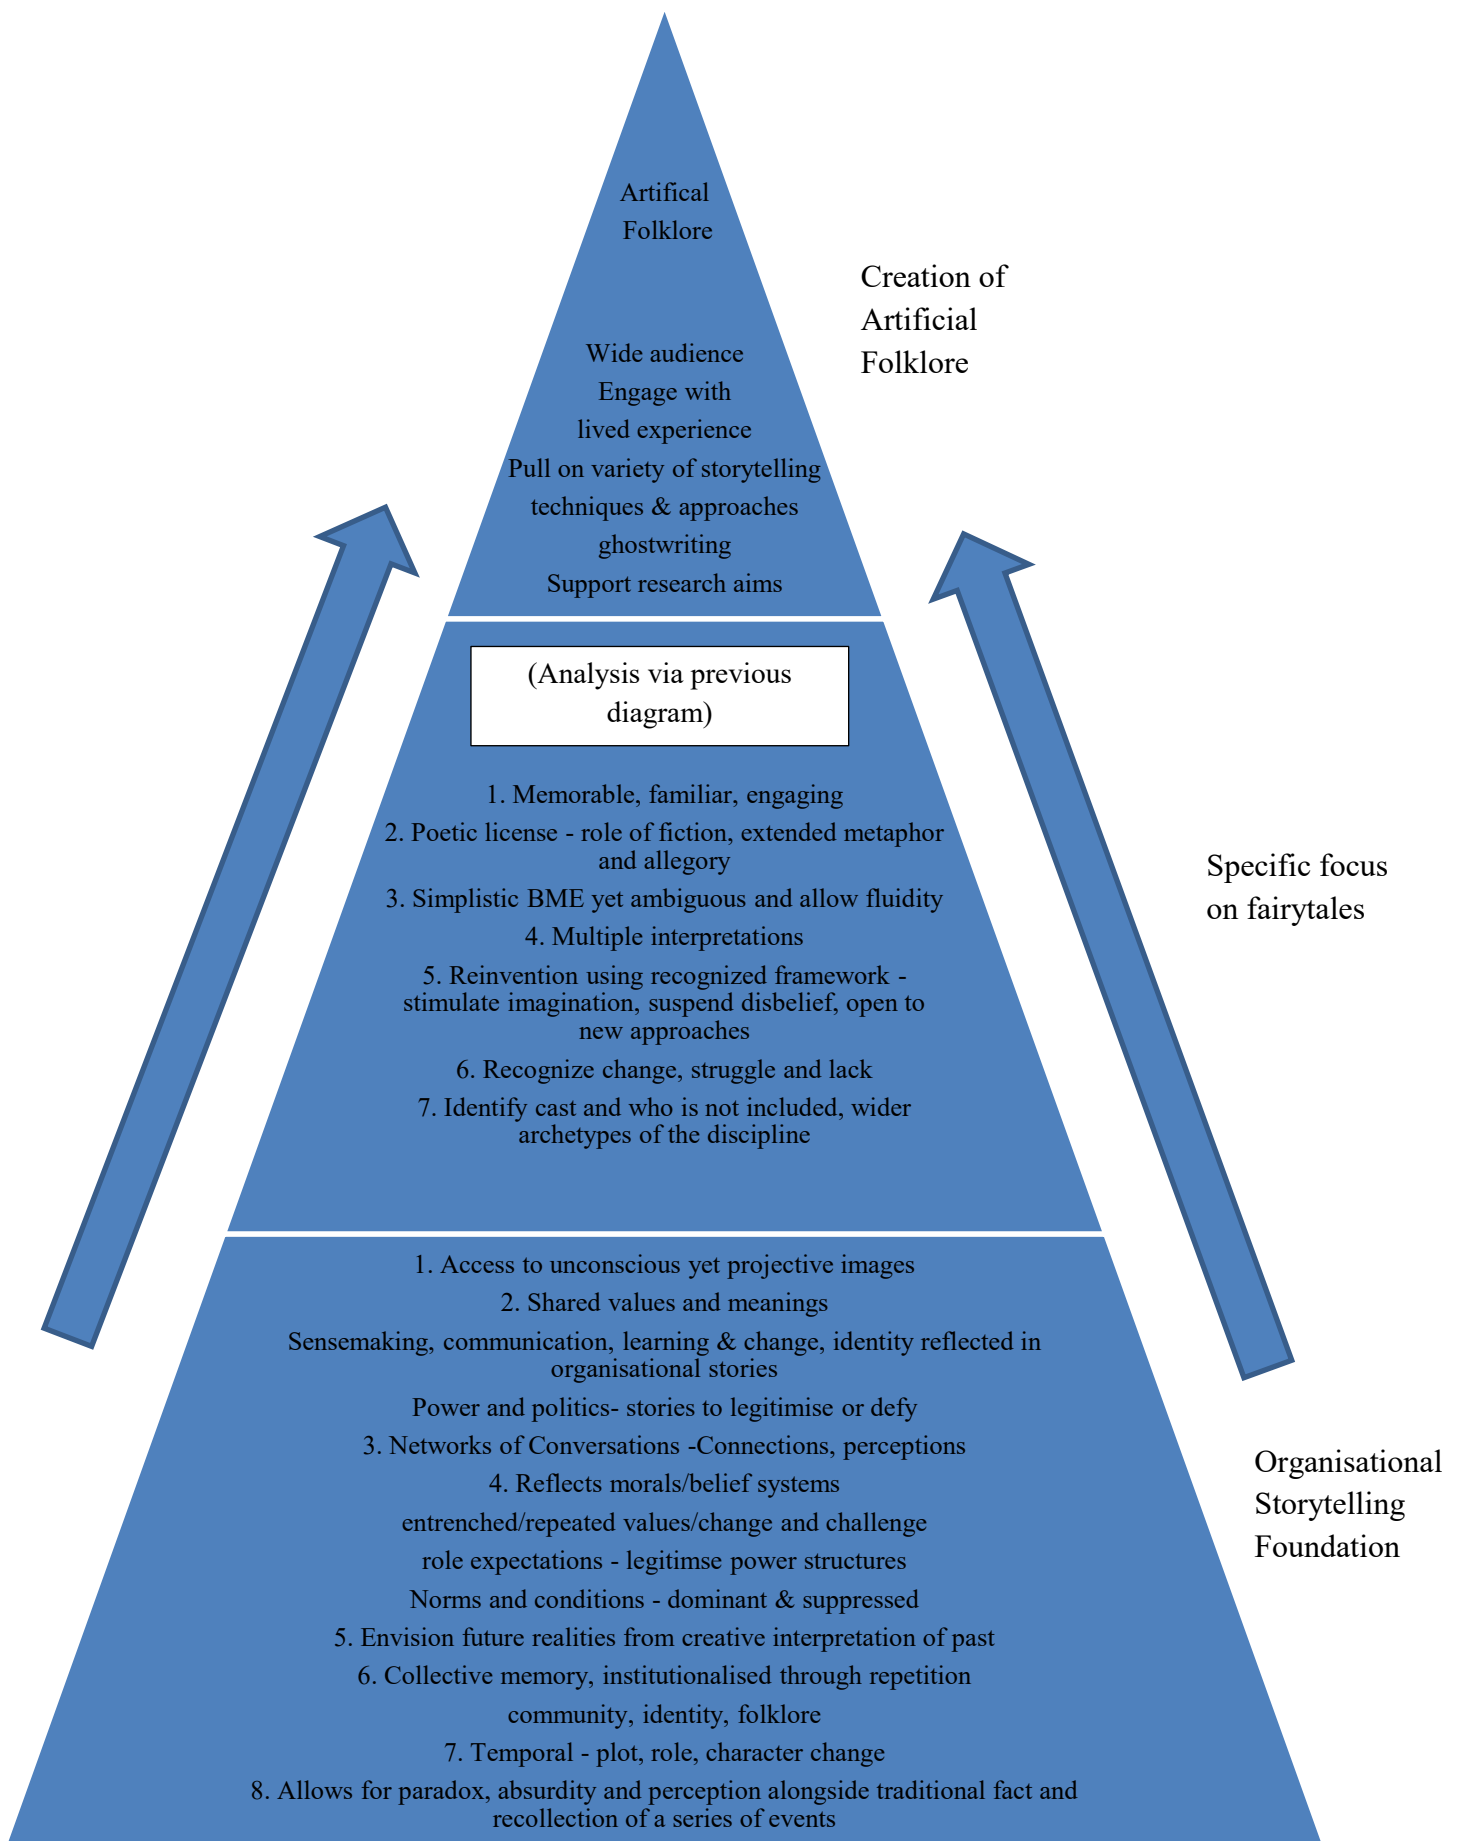 Artifical
Folklore
Creation of
Artificial
Folklore
Wide audience
Engage with
lived experience
Pull on variety of storytelling
techniques & approaches
ghostwriting
Support research aims
(Analysis via previous
diagram)
1. Memorable, familiar, engaging
2. Poetic license - role of fiction, extended metaphor
and allegory
3. Simplistic BME yet ambiguous and allow fluidity
4. Multiple interpretations
5. Reinvention using recognized framework -
stimulate imagination, suspend disbelief, open to
new approaches
6. Recognize change, struggle and lack
7. Identify cast and who is not included, wider
archetypes of the discipline
Specific focus
on fairytales
1. Access to unconscious yet projective images
2. Shared values and meanings
Sensemaking, communication, learning & change, identity reflected in
organisational stories
Power and politics- stories to legitimise or defy
3. Networks of Conversations -Connections, perceptions
4. Reflects morals/belief systems
entrenched/repeated values/change and challenge
role expectations - legitimse power structures
Norms and conditions - dominant & suppressed
5. Envision future realities from creative interpretation of past
6. Collective memory, institutionalised through repetition
community, identity, folklore
7. Temporal - plot, role, character change
8. Allows for paradox, absurdity and perception alongside traditional fact and
recollection of a series of events
Organisational
Storytelling
Foundation